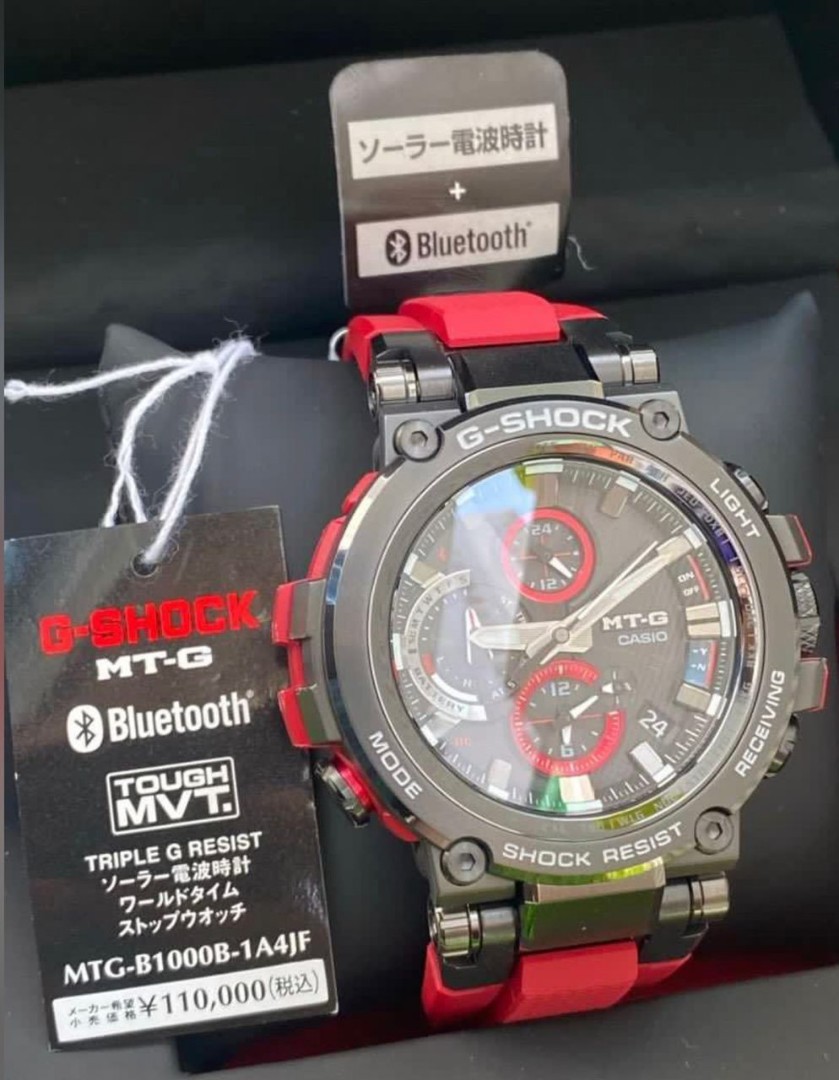 ソーラー電波時計
+
Bluetooth
G-SHOCK
MT-G
Bluetooth
TOUGH
MVT.
TRIPLE G RESIST
ソーラー電波時計
ワールドタイム
ストップウオッチ
MTG-B1000B-1A4JF
メーカー希望
小売価格 ¥110,000(税込)
G-SHOCK
LIGHT
24
12
ON
OFF
MT-G
CASIO
Y
-N
BATTERY
12
6
24
MODE
RECEIVING
SHOCK RESIST